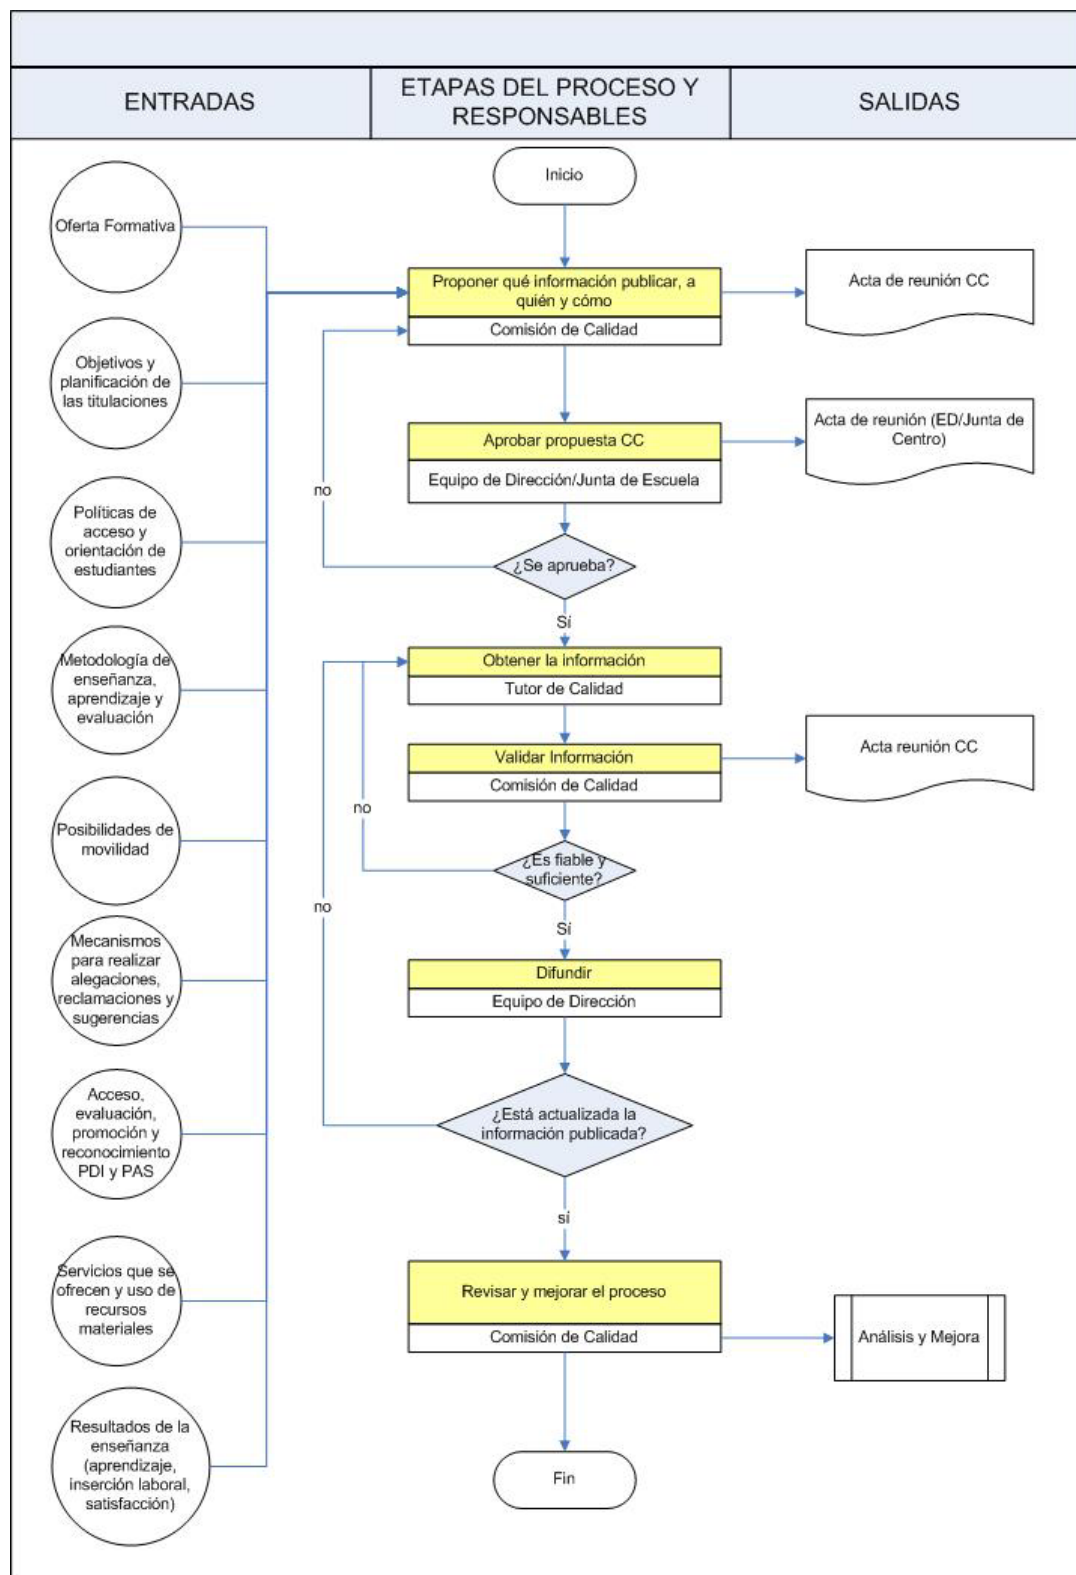 ENTRADAS
ETAPAS DEL PROCESO Y
RESPONSABLES
SALIDAS
Oferta Formativa
Objetivos y
planificación de
las titulaciones
Políticas de
acceso y
orientación de
estudiantes
Metodología de
enseñanza,
aprendizaje y
evaluación
Posibilidades de
movilidad
Mecanismos
para realizar
alegaciones,
reclamaciones y
sugerencias
Acceso,
evaluación,
promoción y
reconocimiento
PDI y PAS
Servicios que se
ofrecen y uso de
recursos
materiales
Resultados de la
enseñanza
(aprendizaje,
inserción laboral,
satisfacción)
Inicio
Proponer qué información publicar, a
quién y cómo
Comisión de Calidad
Aprobar propuesta CC
Equipo de Dirección/Junta de Escuela
no
¿Se aprueba?
Sí
Obtener la información
Tutor de Calidad
Validar Información
Comisión de Calidad
no
¿Es fiable y
suficiente?
no
Sí
Difundir
Equipo de Dirección
¿Está actualizada la
información publicada?
sí
Revisar y mejorar el proceso
Comisión de Calidad
Fin
Acta de reunión CC
Acta de reunión (ED/Junta de
Centro)
Acta reunión CC
Análisis y Mejora